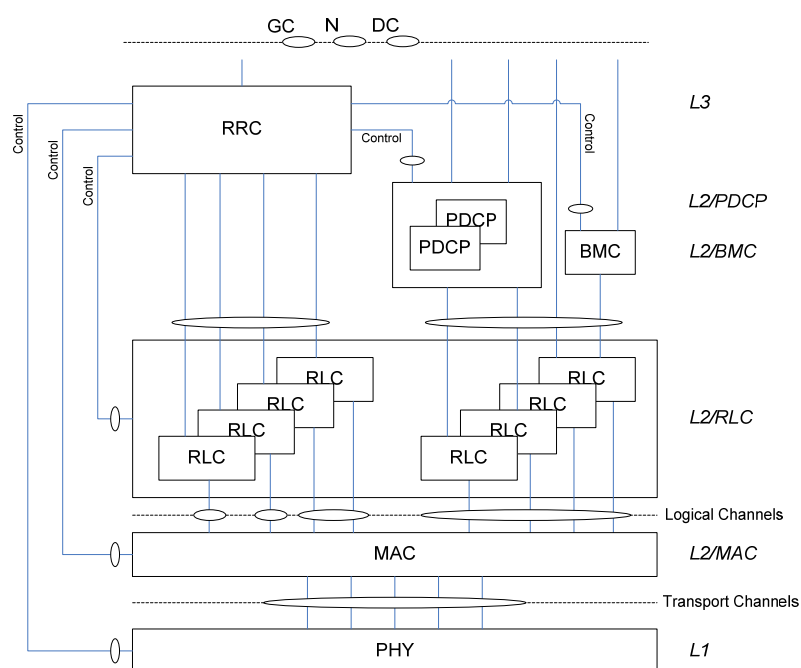 GC N DC
L3
RRC
Control
Control
Control
Control
Control
L2/PDCP
PDCP
PDCP
BMC
L2/BMC
RLC
RLC
RLC
RLC
RLC
RLC
RLC
RLC
L2/RLC
Logical Channels
MAC
L2/MAC
Transport Channels
PHY
L1